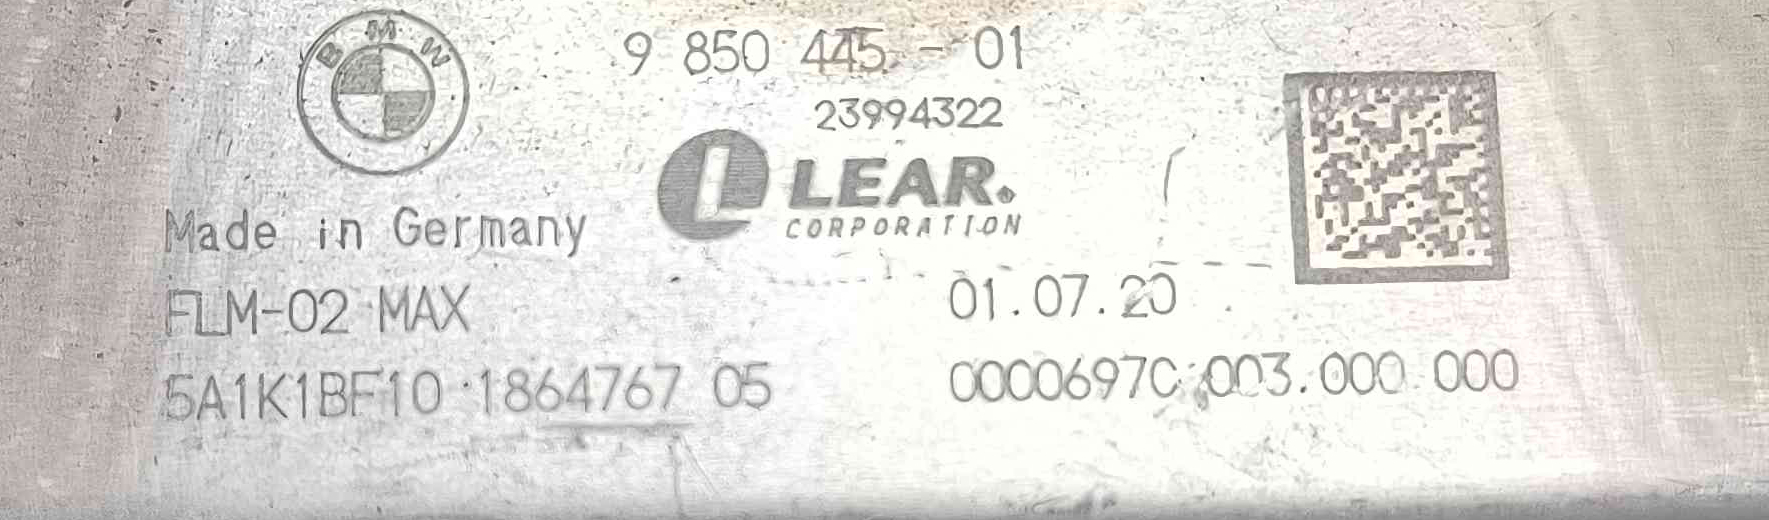 BMW
9 850 445 - 01
23994322
LEAR.
CORPORATION
Made in Germany
FLM-02 MAX
01.07.20
5A1K1BF10 1864767 05
0000697C 003.000.000